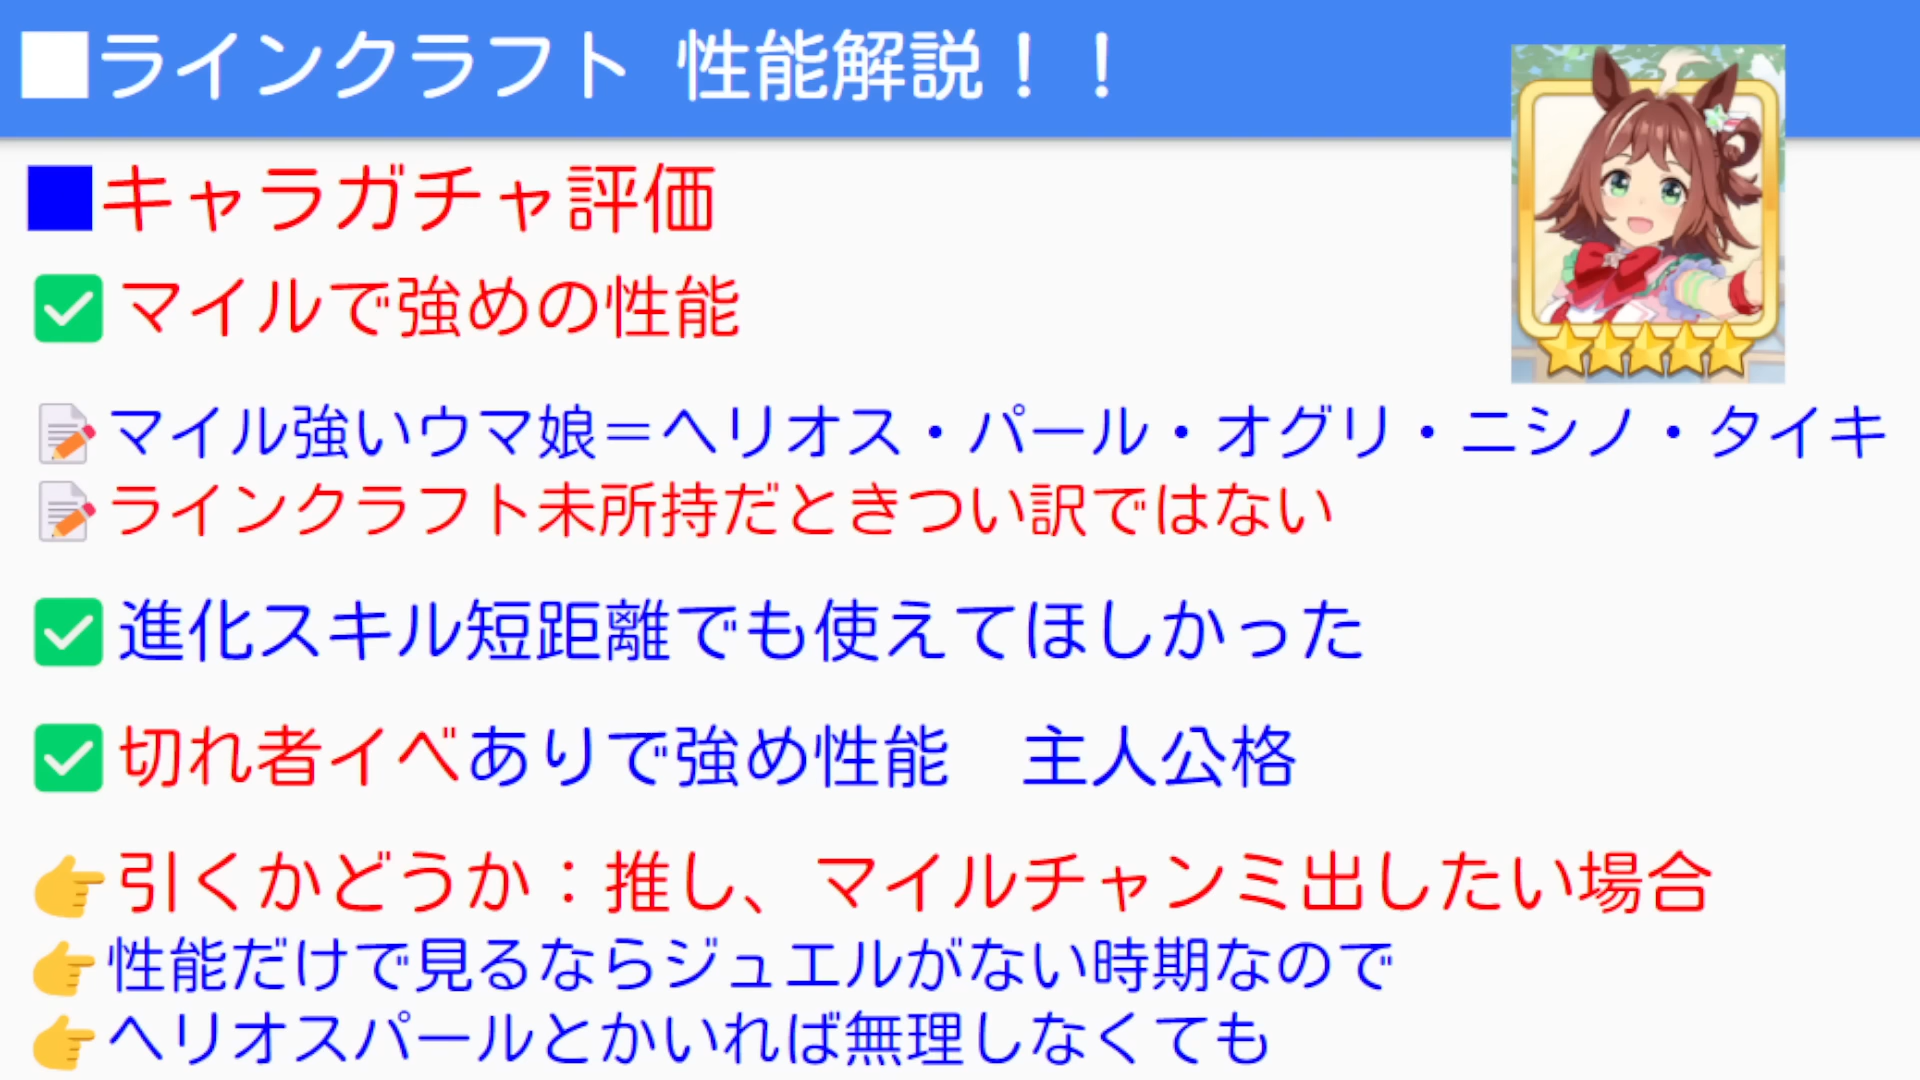 ■ラインクラフト 性能解説！！
■キャラガチャ評価
✅マイルで強めの性能
📝マイル強いウマ娘＝ヘリオス・パール・オグリ・ニシノ・タイキ
📝ラインクラフト未所持だときつい訳ではない
✅進化スキル短距離でも使えてほしかった
✅切れ者イベありで強め性能　主人公格
👉引くかどうか：推し、マイルチャンミ出したい場合
👉性能だけで見るならジュエルがない時期なので
👉ヘリオスパールとかいれば無理しなくても